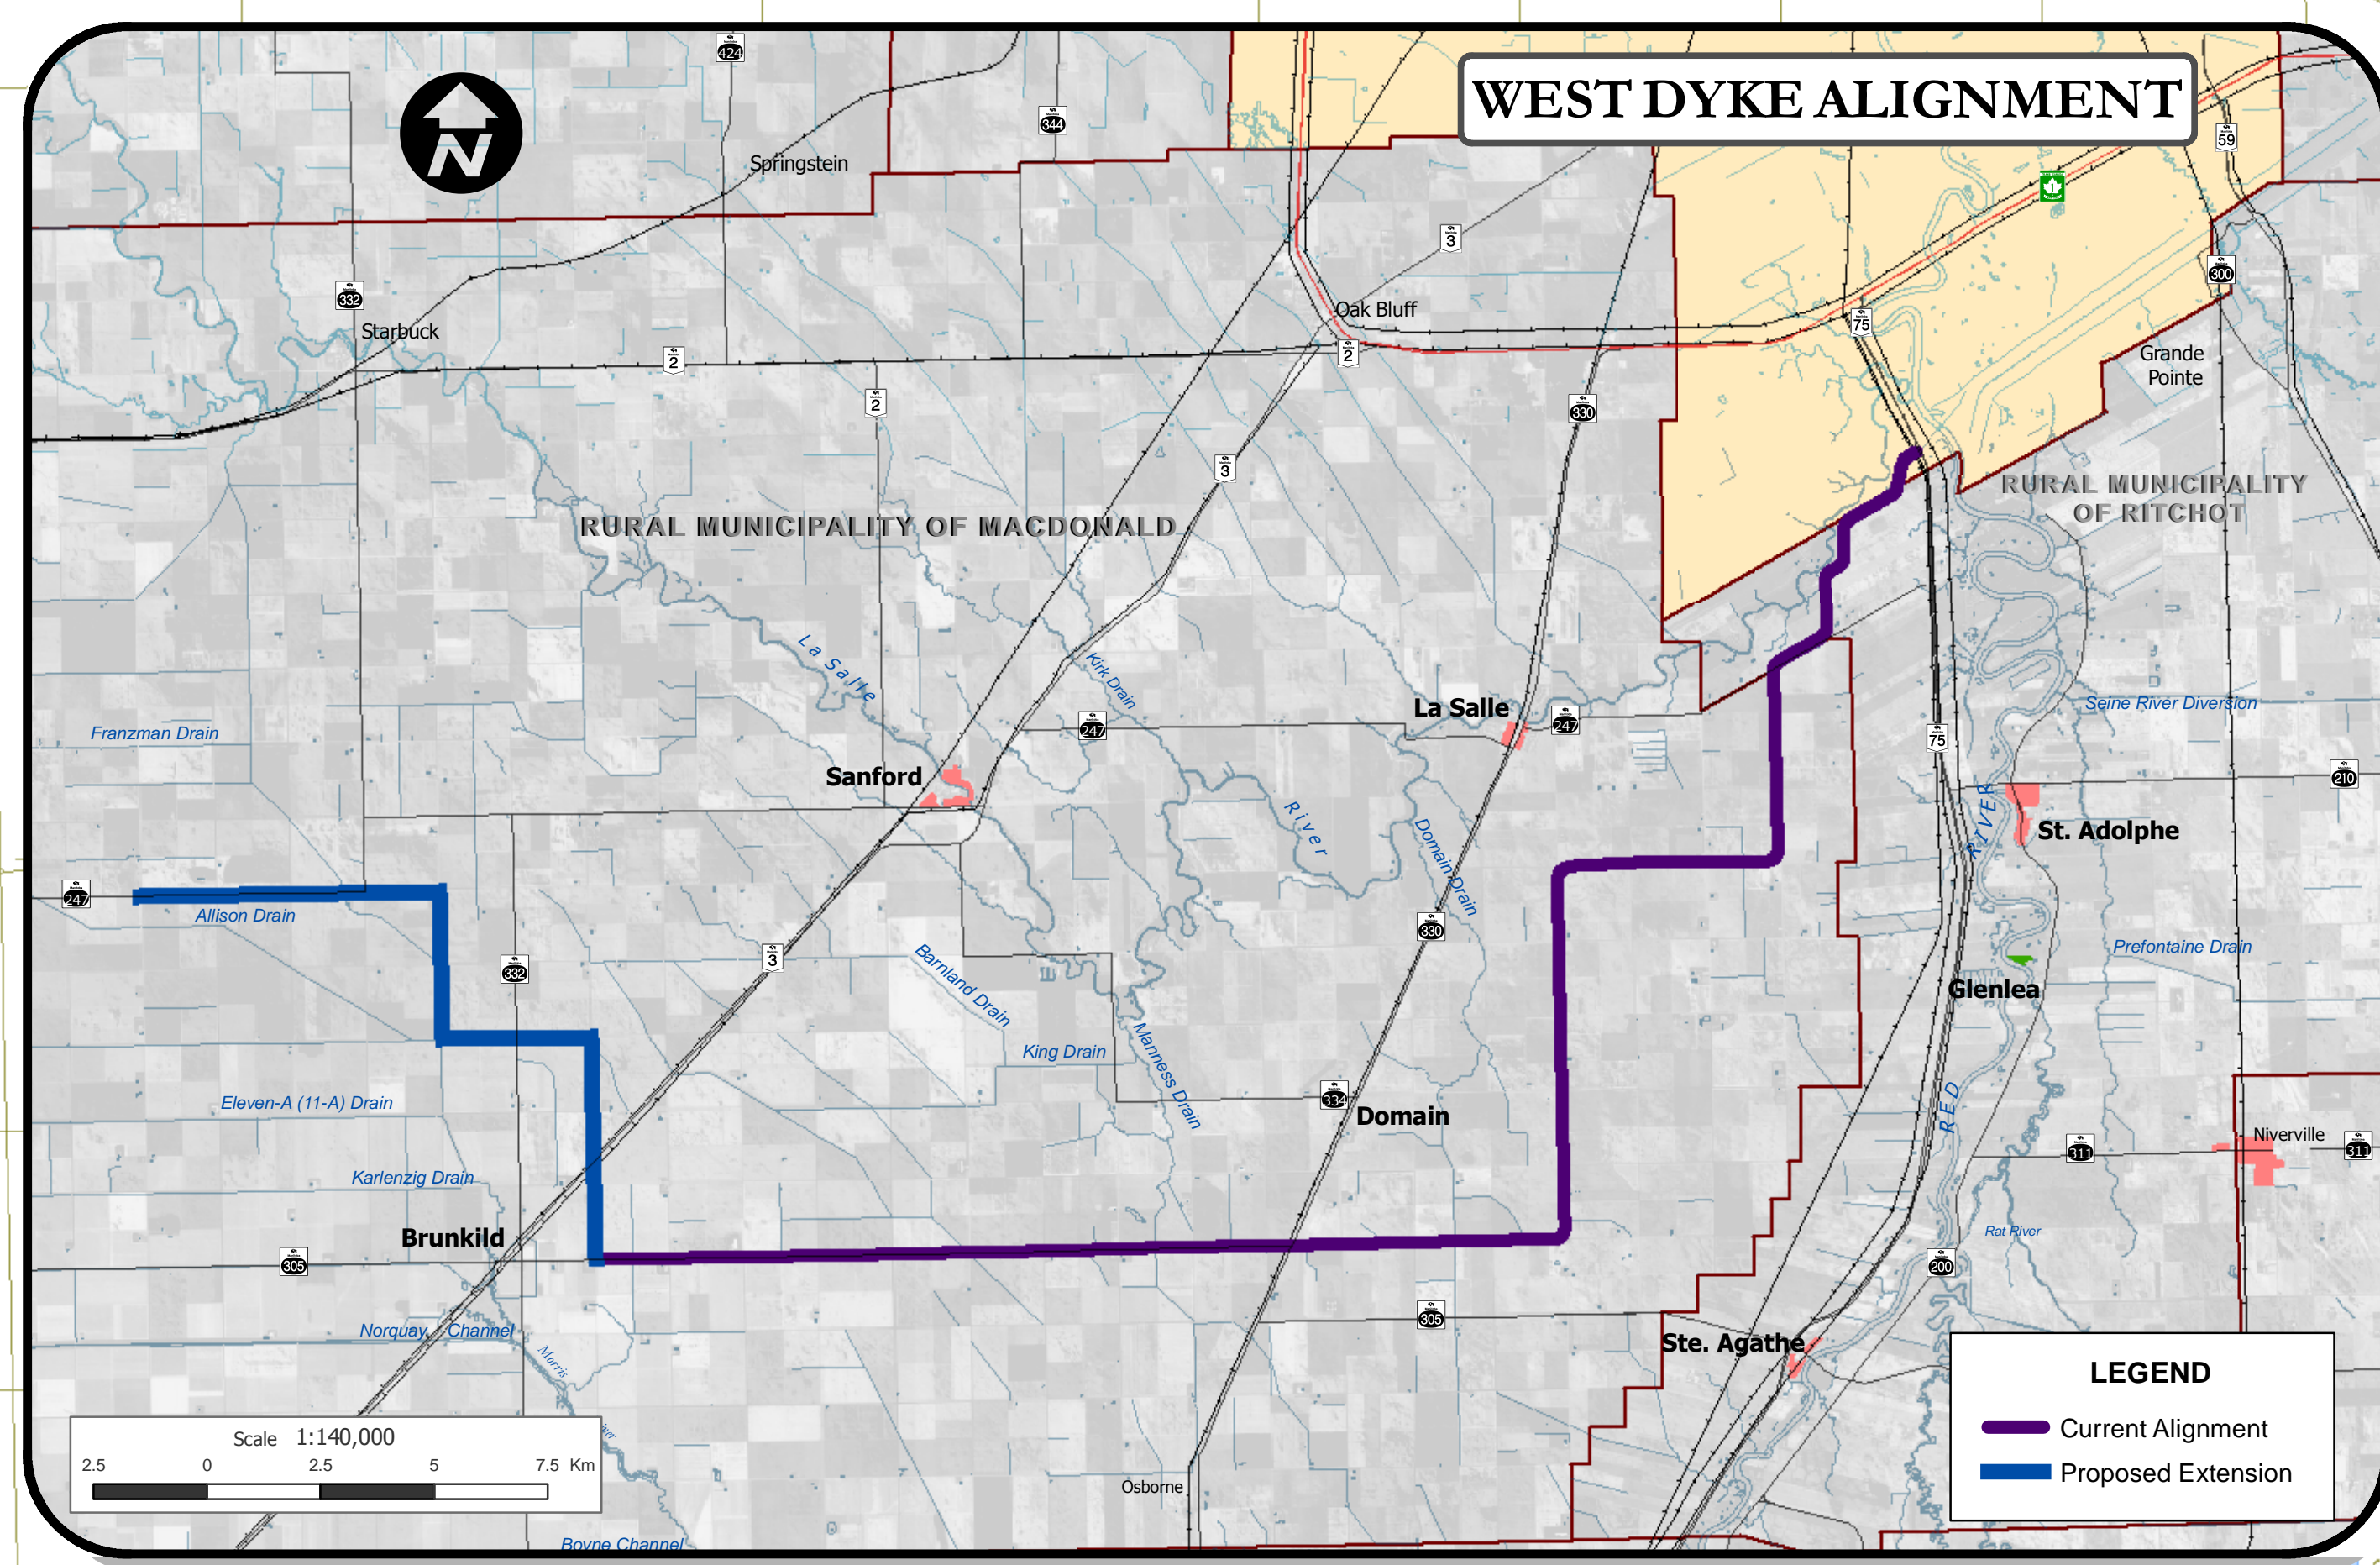 WEST DYKE ALIGNMENT
N
424
344
59
1
Springstein
3
300
332
Starbuck
Oak Bluff
75
2
2
Grande
Pointe
2
330
3
RURAL MUNICIPALITY OF MACDONALD
RURAL MUNICIPALITY
OF RITCHOT
La Salle
Kirk Drain
Franzman Drain
247
La Salle
247
75
Seine River Diversion
Sanford
210
River
Domain Drain
RIVER
St. Adolphe
247
Allison Drain
330
332
3
Barnland Drain
Prefontaine Drain
Glenlea
King Drain
Manness Drain
Eleven-A (11-A) Drain
334
Domain
RED
311
Niverville
311
Karlenzig Drain
Brunkild
305
Rat River
200
Norquay Channel
Morris
305
Ste. Agathe
LEGEND
Current Alignment
Proposed Extension
Scale 1:140,000
2.5 0 2.5 5 7.5 Km
Osborne
Boyne Channel